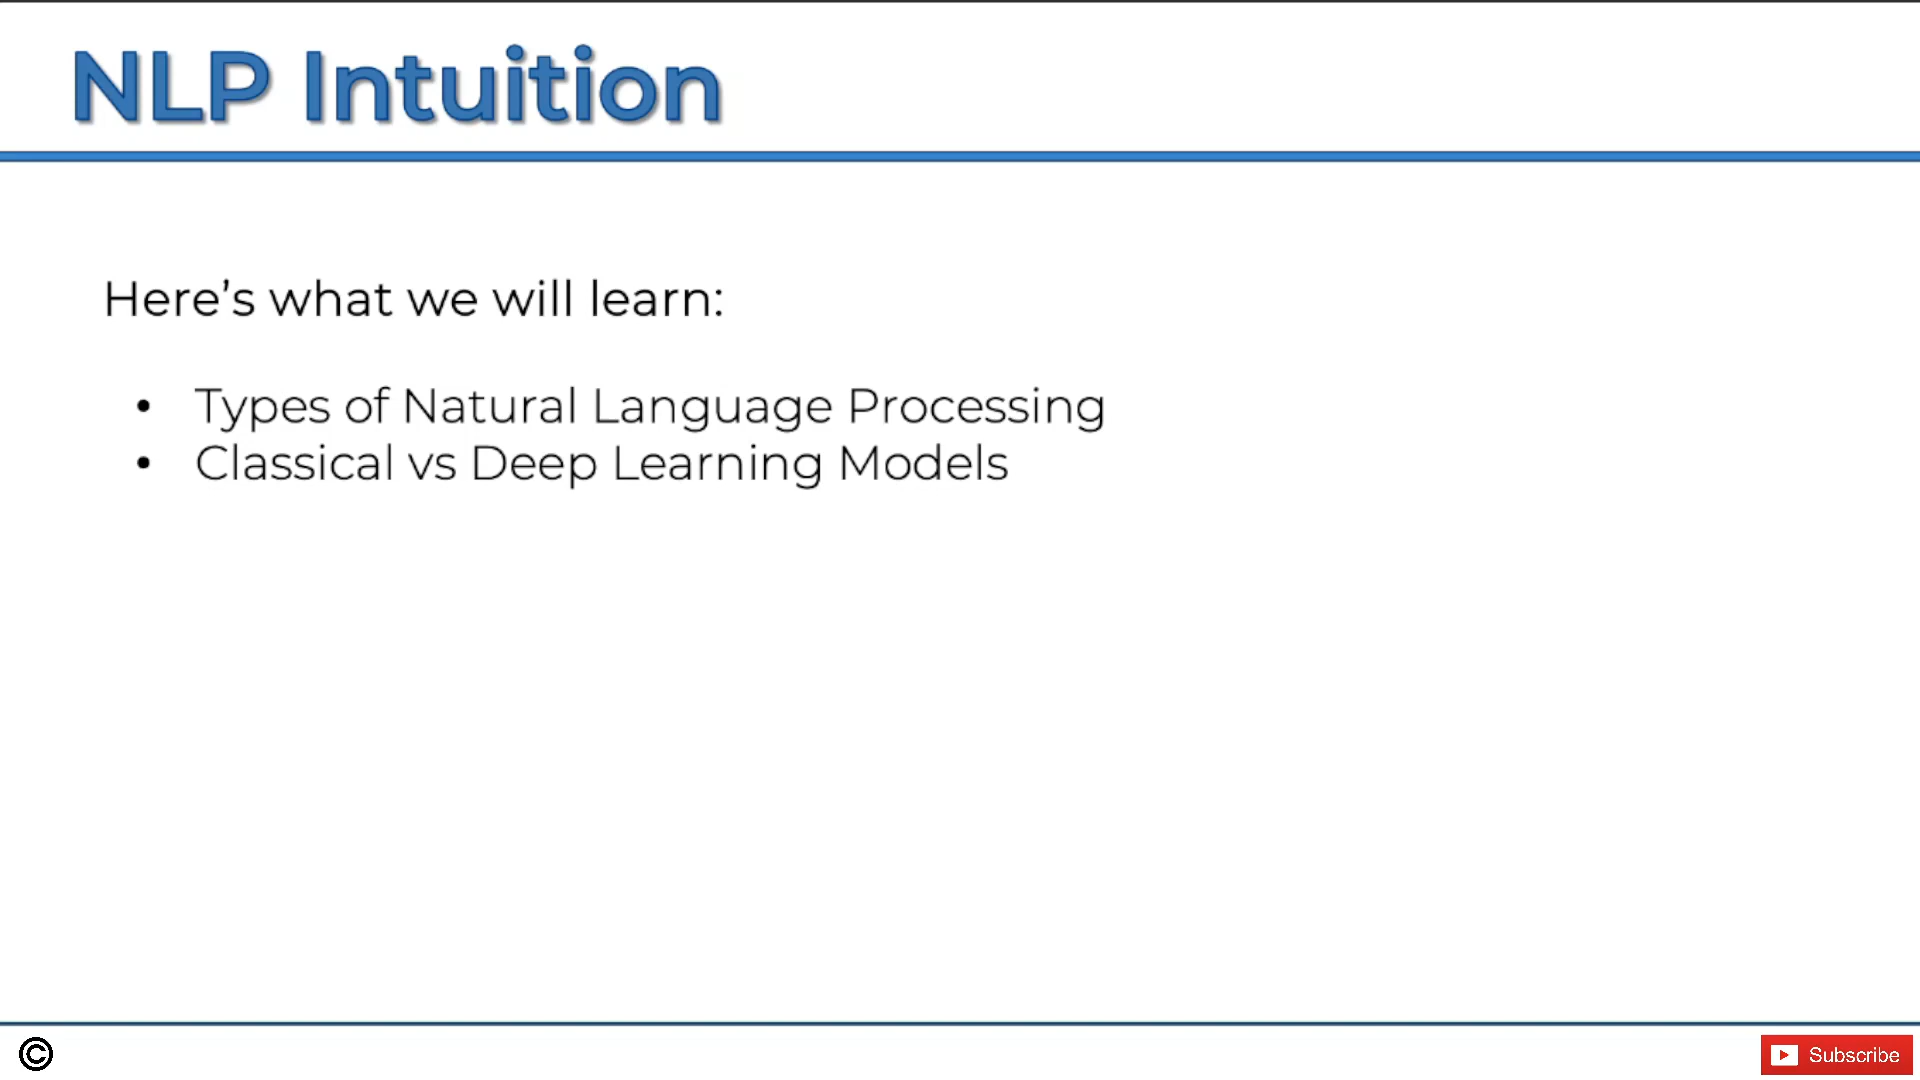 NLP Intuition
Here’s what we will learn:
• Types of Natural Language Processing
• Classical vs Deep Learning Models
©
Subscribe